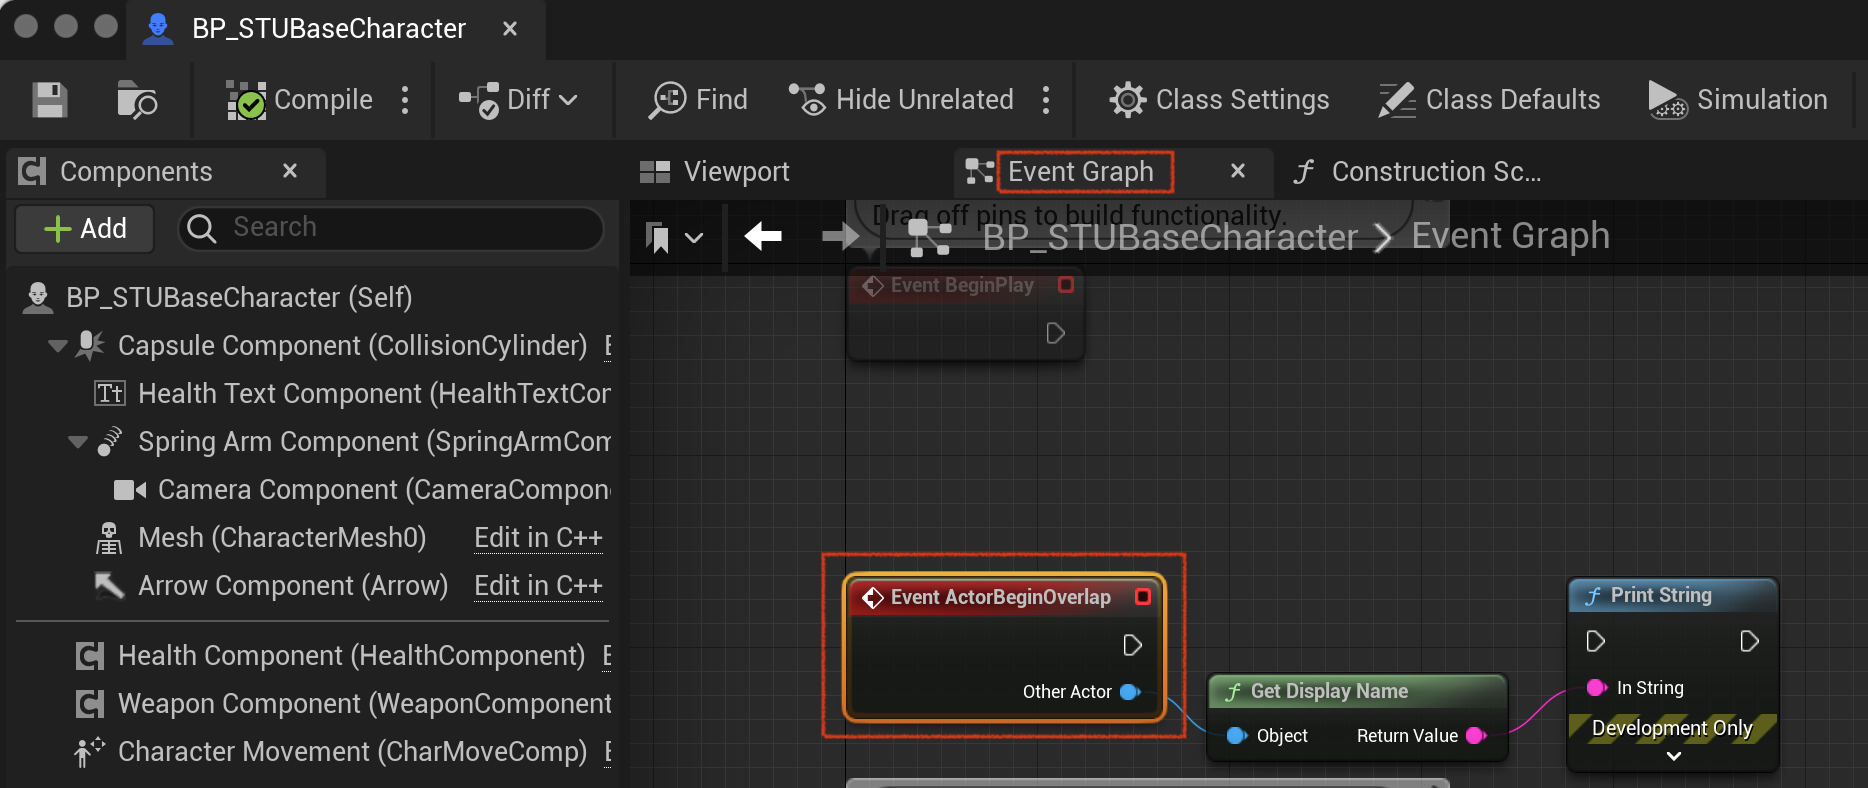 BP_STUBaseCharacter
Compile
Diff
Find
Hide Unrelated
Class Settings
Class Defaults
Simulation
Components
Viewport
Event Graph
Construction Sc...
Add
Search
Drag off pins to build functionality.
BP_STUBaseCharacter > Event Graph
BP_STUBaseCharacter (Self)
Capsule Component (CollisionCylinder)
Health Text Component (HealthTextCor
Spring Arm Component (SpringArmCom
Camera Component (CameraCompon
Mesh (CharacterMesh0) Edit in C++
Arrow Component (Arrow) Edit in C++
Health Component (HealthComponent)
Weapon Component (WeaponComponent
Character Movement (CharMoveComp)
Event BeginPlay
Event ActorBeginOverlap
Other Actor
Get Display Name
Object Return Value
Print String
In String
Development Only